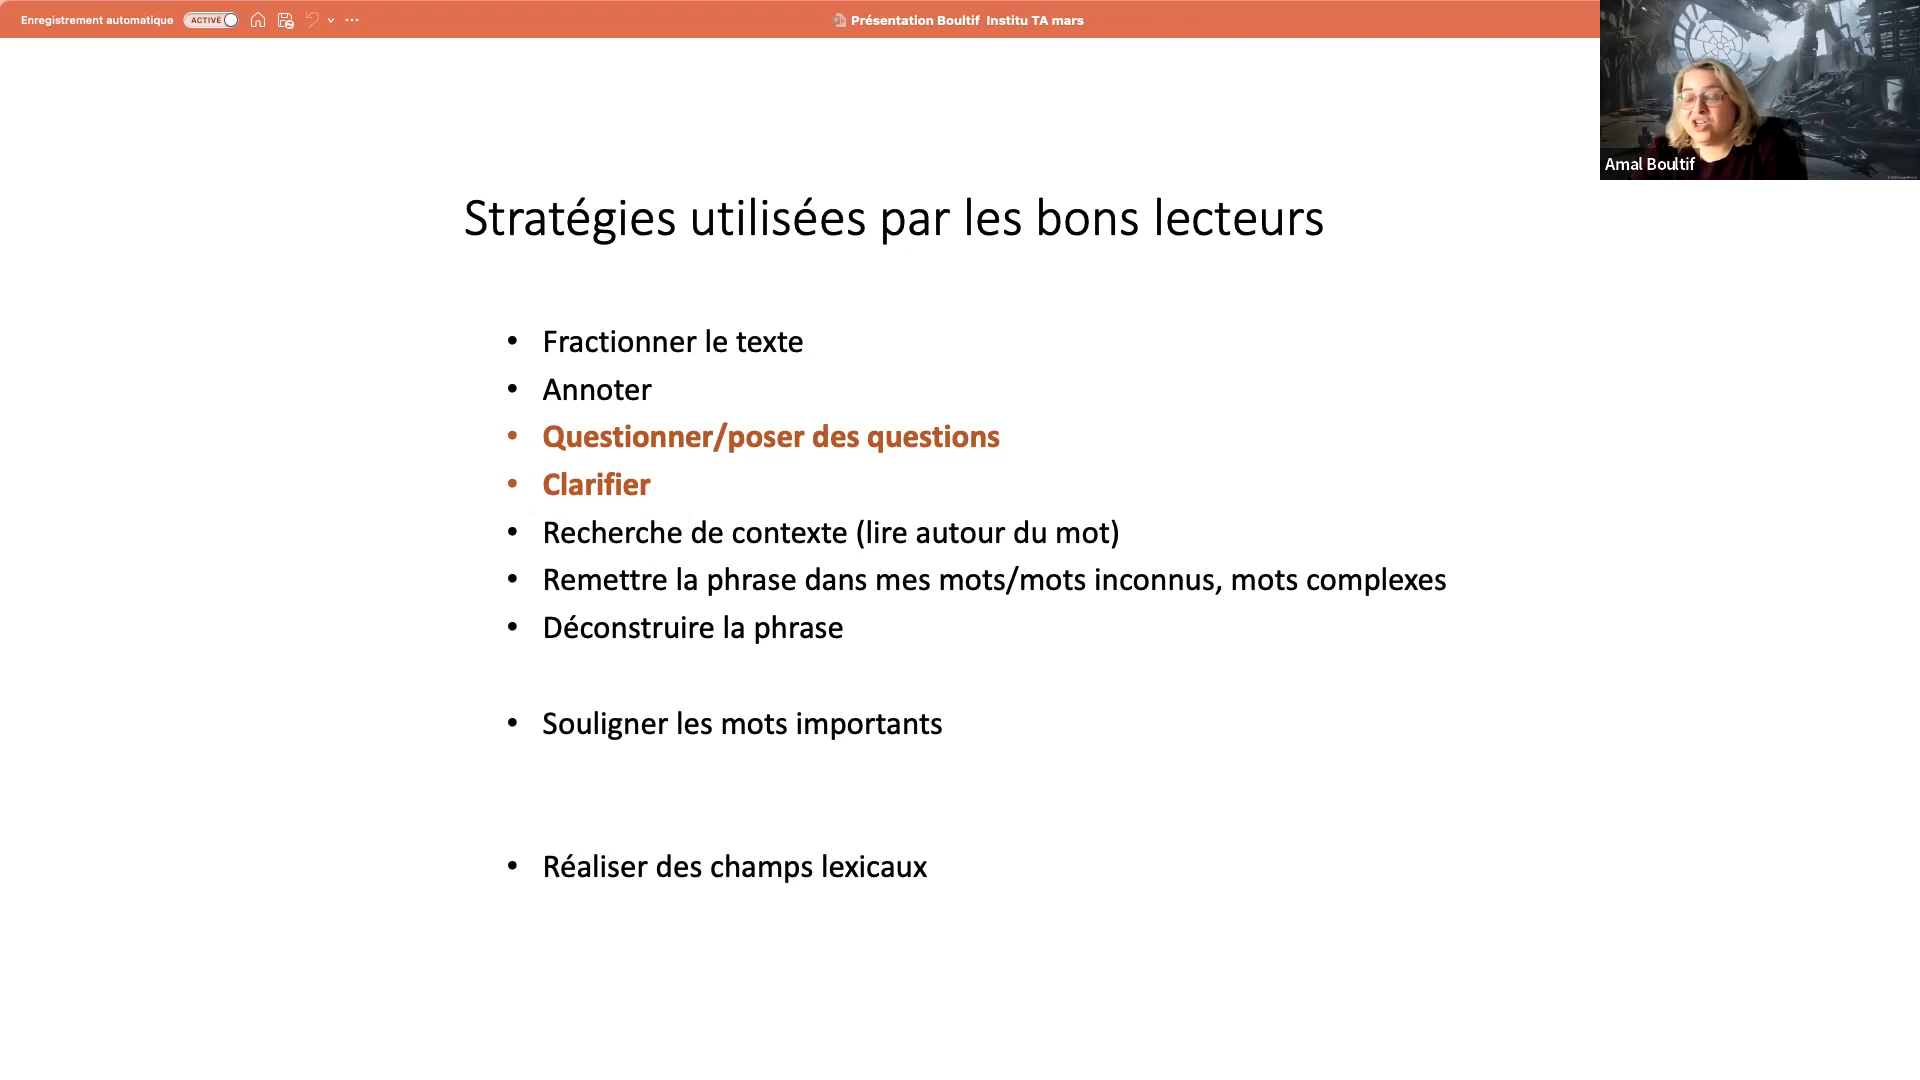 Enregistrement automatique ACTIVÉ
Présentation Boultif Institu TA mars
Amal Boultif
Stratégies utilisées par les bons lecteurs
• Fractionner le texte
• Annoter
• Questionner/poser des questions
• Clarifier
• Recherche de contexte (lire autour du mot)
• Remettre la phrase dans mes mots/mots inconnus, mots complexes
• Déconstruire la phrase
• Souligner les mots importants
• Réaliser des champs lexicaux